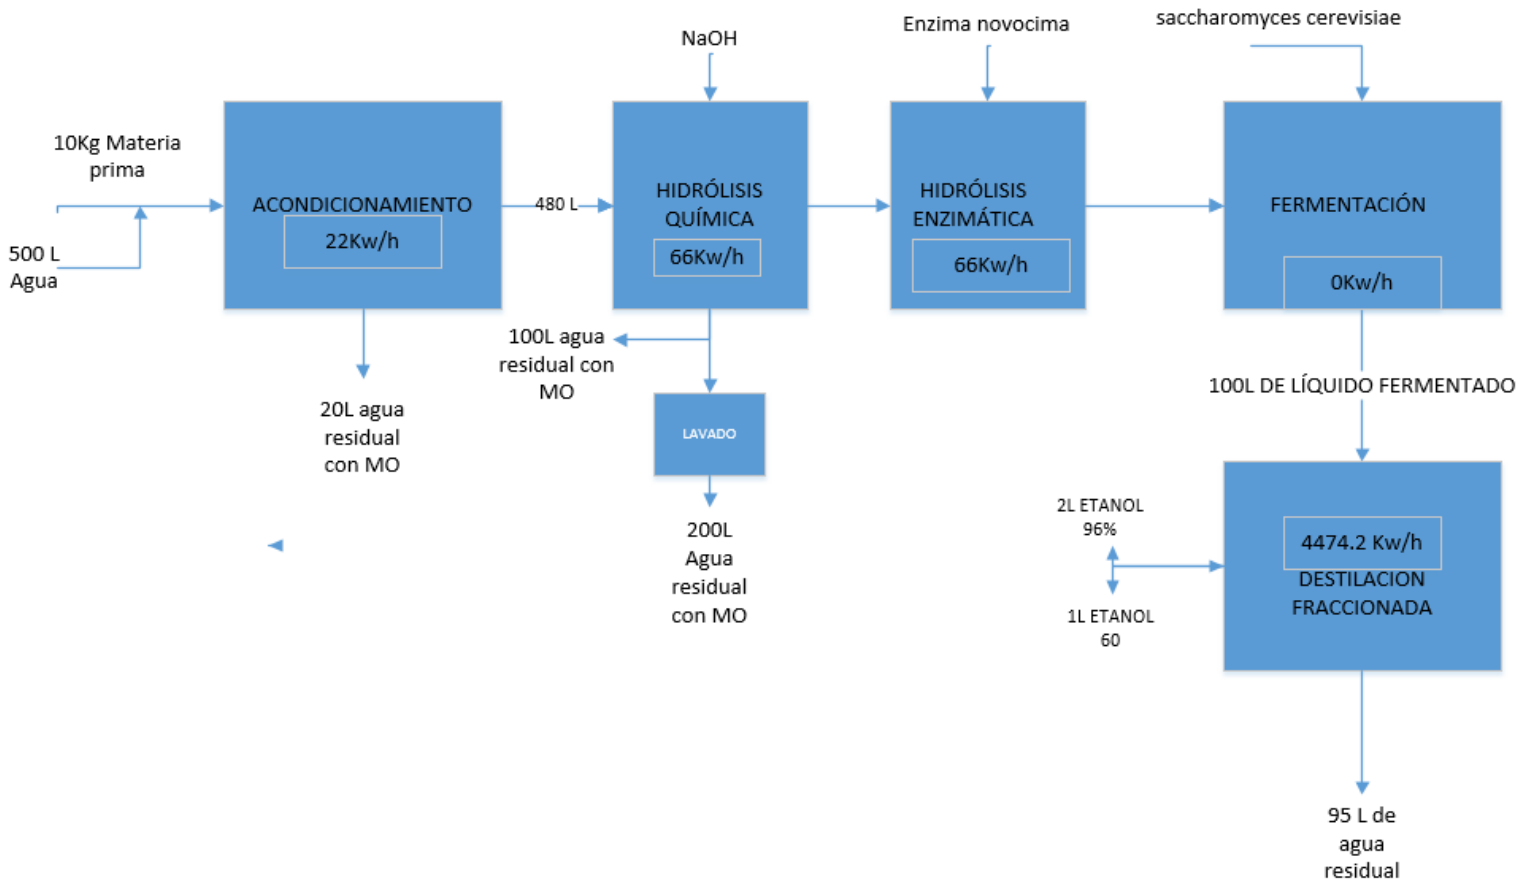 saccharomyces cerevisiae
Enzima novocima
NaOH
10Kg Materia
prima
500 L
Agua
ACONDICIONAMIENTO
22Kw/h
480 L
HIDRÓLISIS
QUÍMICA
66Kw/h
HIDRÓLISIS
ENZIMÁTICA
66Kw/h
FERMENTACIÓN
0Kw/h
20L agua
residual
con MO
100L agua
residual con
MO
LAVADO
200L
Agua
residual
con MO
100L DE LÍQUIDO FERMENTADO
2L ETANOL
96%
1L ETANOL
60
4474.2 Kw/h
DESTILACION
FRACCIONADA
95 L de
agua
residual